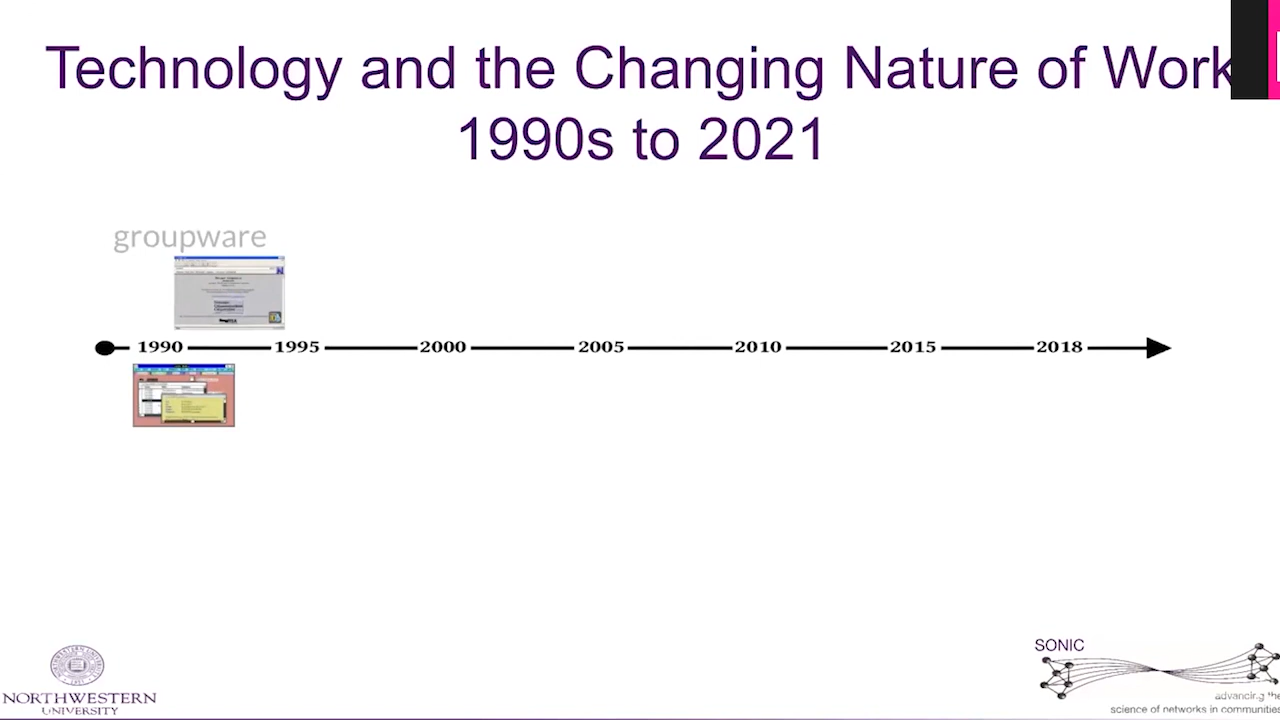 Technology and the Changing Nature of Work
1990s to 2021
groupware
1990 1995 2000 2005 2010 2015 2018
NORTHWESTERN
UNIVERSITY
SONIC
advancing the
science of networks in communities